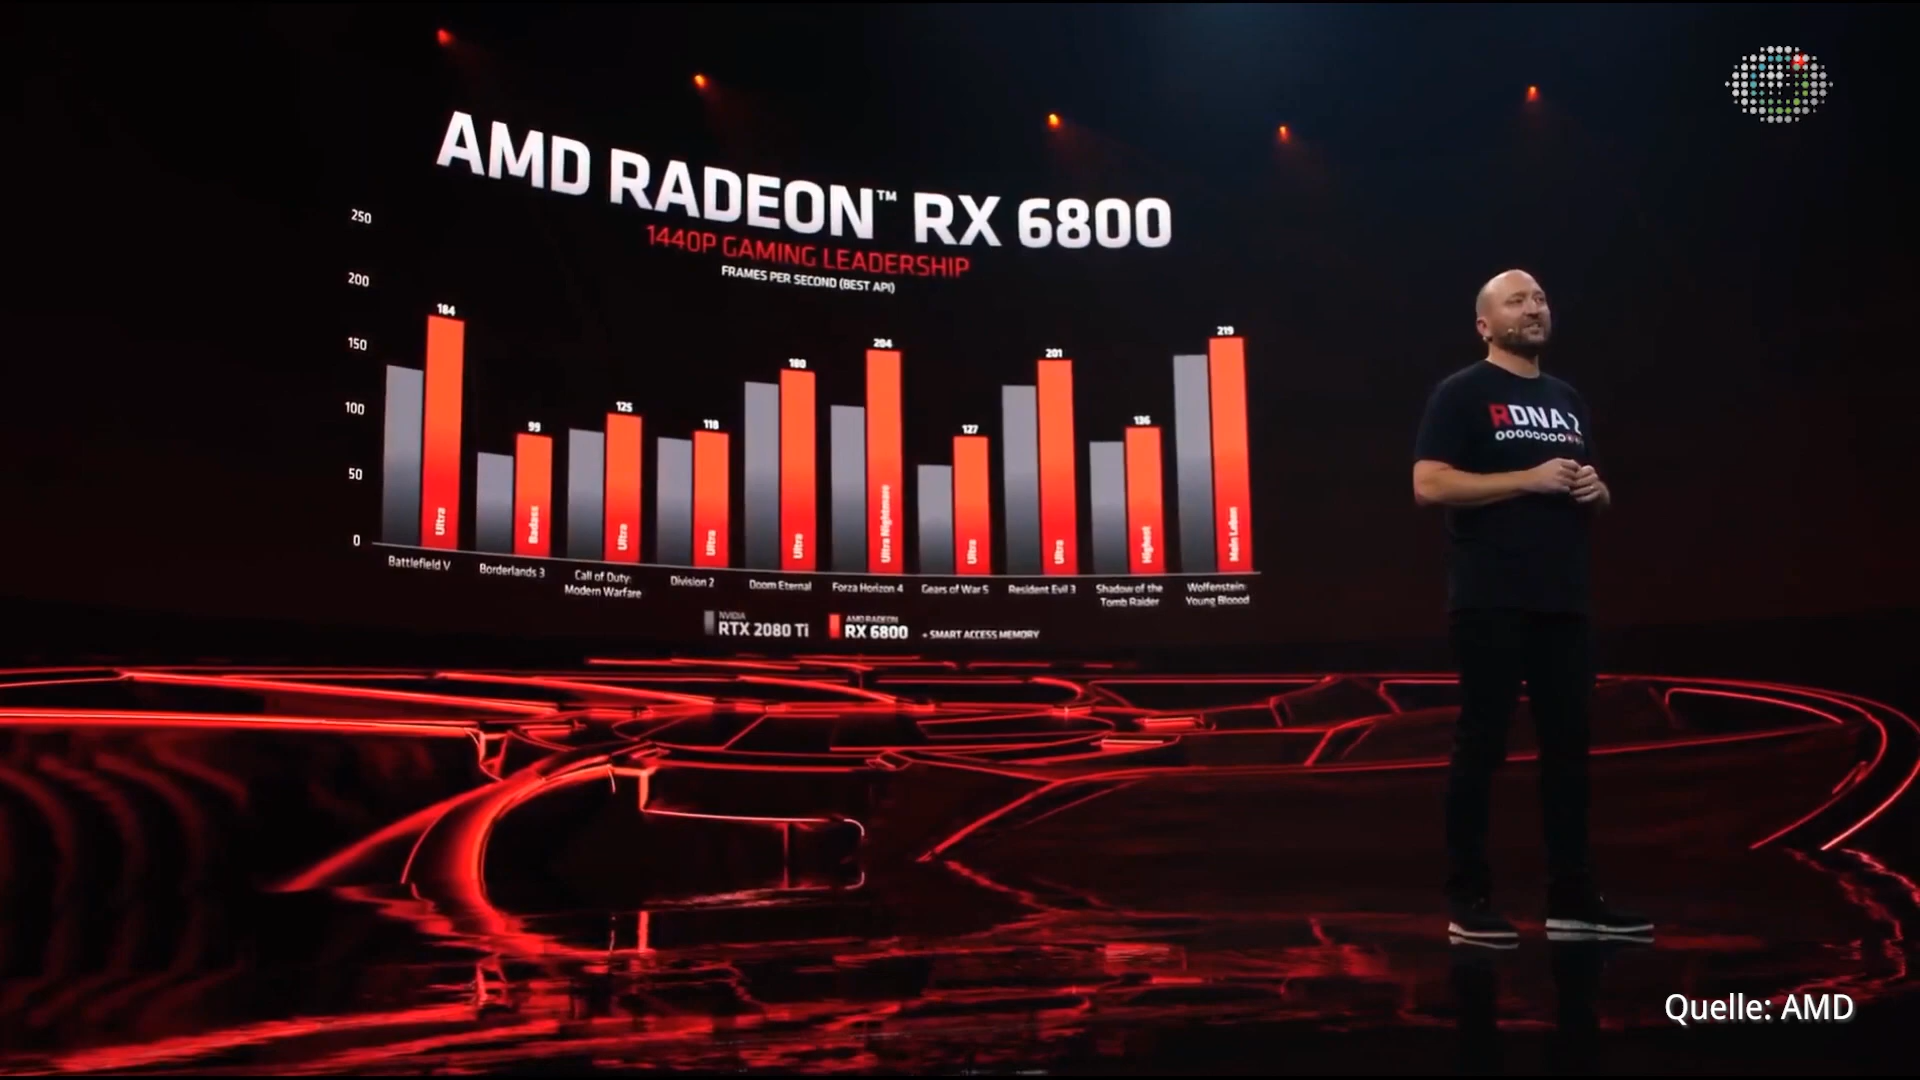 AMD RADEON™ RX 6800
1440P GAMING LEADERSHIP
FRAMES PER SECOND (BEST API)
250
200
150
100
50
0
184
99
125
118
180
204
127
201
136
219
Ultra
Badass
Ultra
Ultra
Ultra
Ultra Nightmare
Ultra
Ultra
Highest
Mein Leben
Battlefield V
Borderlands 3
Call of Duty:
Modern Warfare
Division 2
Doom Eternal
Forza Horizon 4
Gears of War 5
Resident Evil 3
Shadow of the
Tomb Raider
Wolfenstein:
Young Blood
NVIDIA
RTX 2080 Ti
AMD RADEON
RX 6800
+ SMART ACCESS MEMORY
RDNA 2
Quelle: AMD